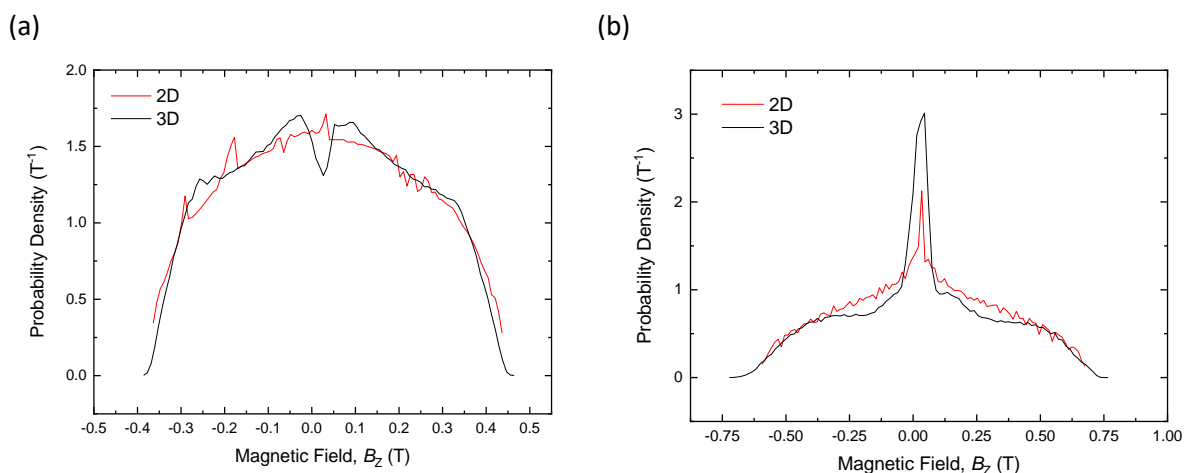 (a)
(b)
2D
3D
2.0
1.5
1.0
0.5
0.0
-0.5 -0.4 -0.3 -0.2 -0.1 0.0 0.1 0.2 0.3 0.4 0.5
Probability Density (T-1)
Magnetic Field, BZ (T)
2D
3D
3
2
1
0
-0.75 -0.50 -0.25 0.00 0.25 0.50 0.75 1.00
Probability Density (T-1)
Magnetic Field, BZ (T)